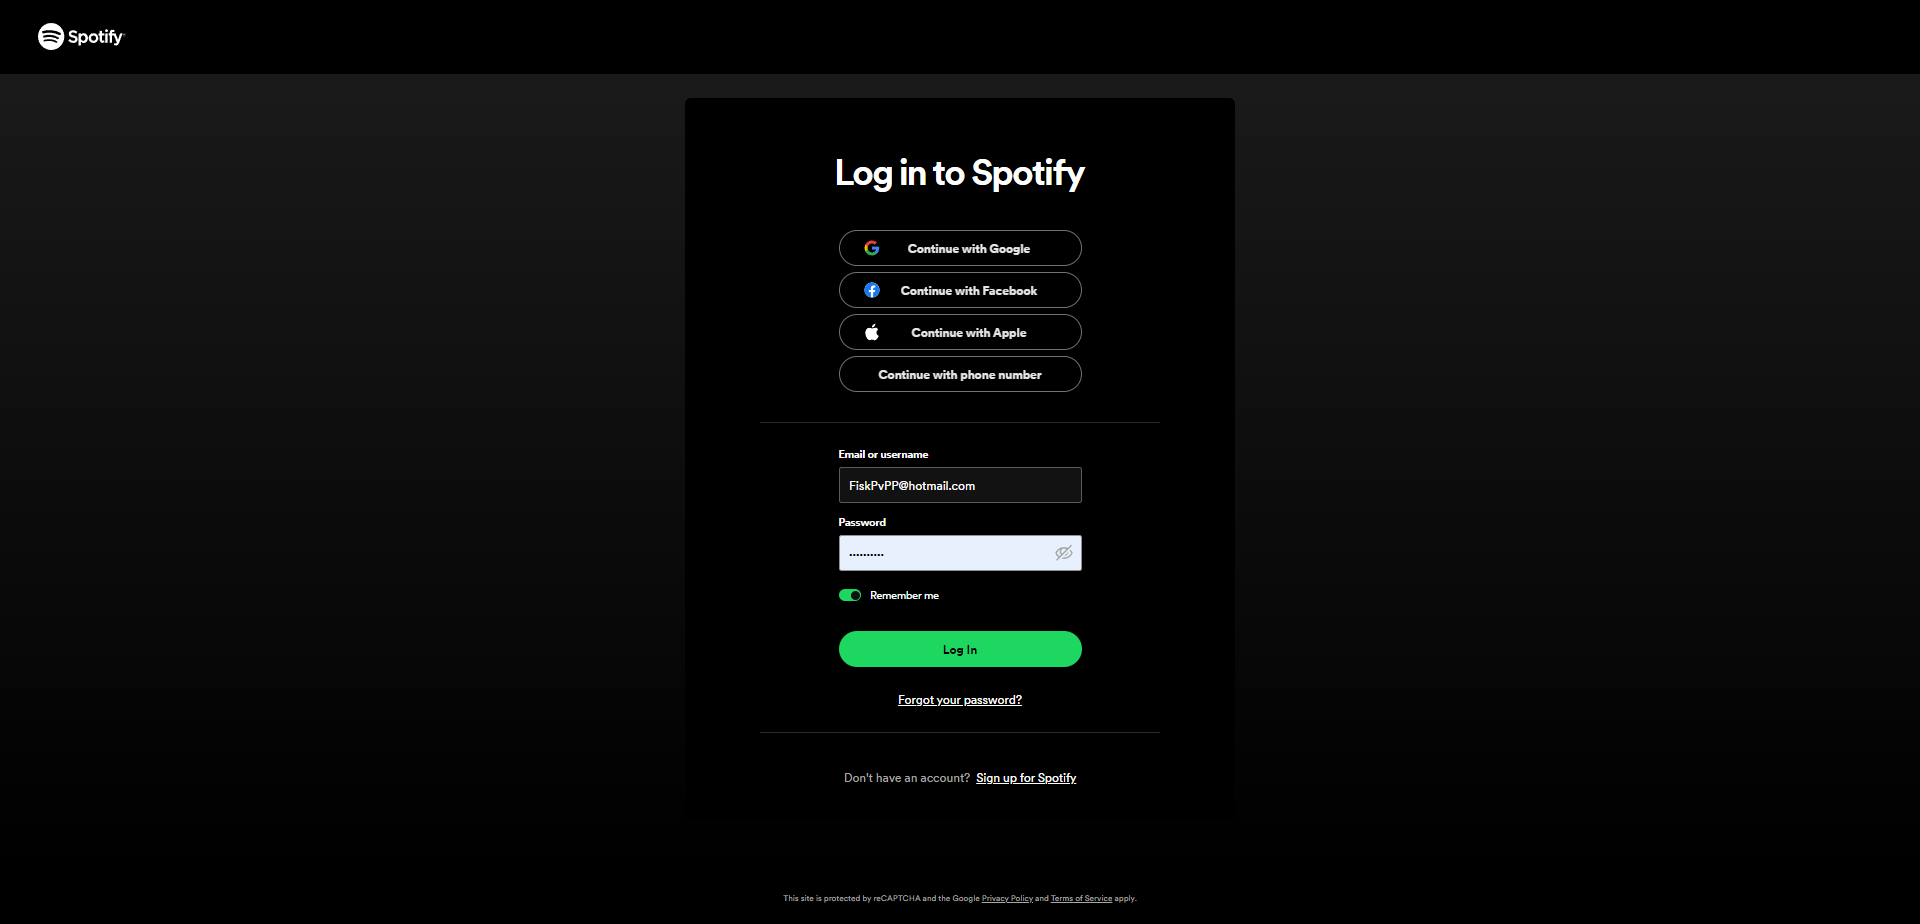 Spotify
Log in to Spotify
Continue with Google
Continue with Facebook
Continue with Apple
Continue with phone number
Email or username
FiskPvPP@hotmail.com
Password
••••••••••
Remember me
Log In
Forgot your password?
Don't have an account? Sign up for Spotify
This site is protected by reCAPTCHA and the Google Privacy Policy and Terms of Service apply.